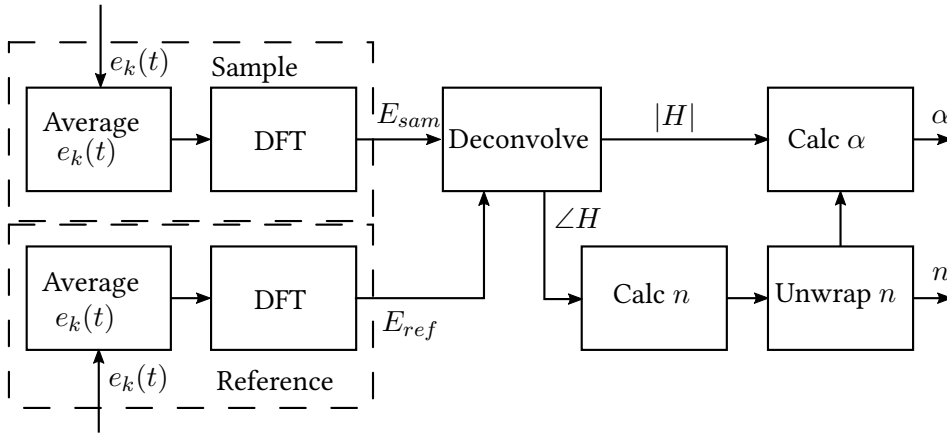 e_k(t)
Sample
Average
e_k(t)
DFT
E_sam
Deconvolve
|H|
Calc α
α
∠H
Average
e_k(t)
DFT
E_ref
Calc n
Unwrap n
n
e_k(t)
Reference